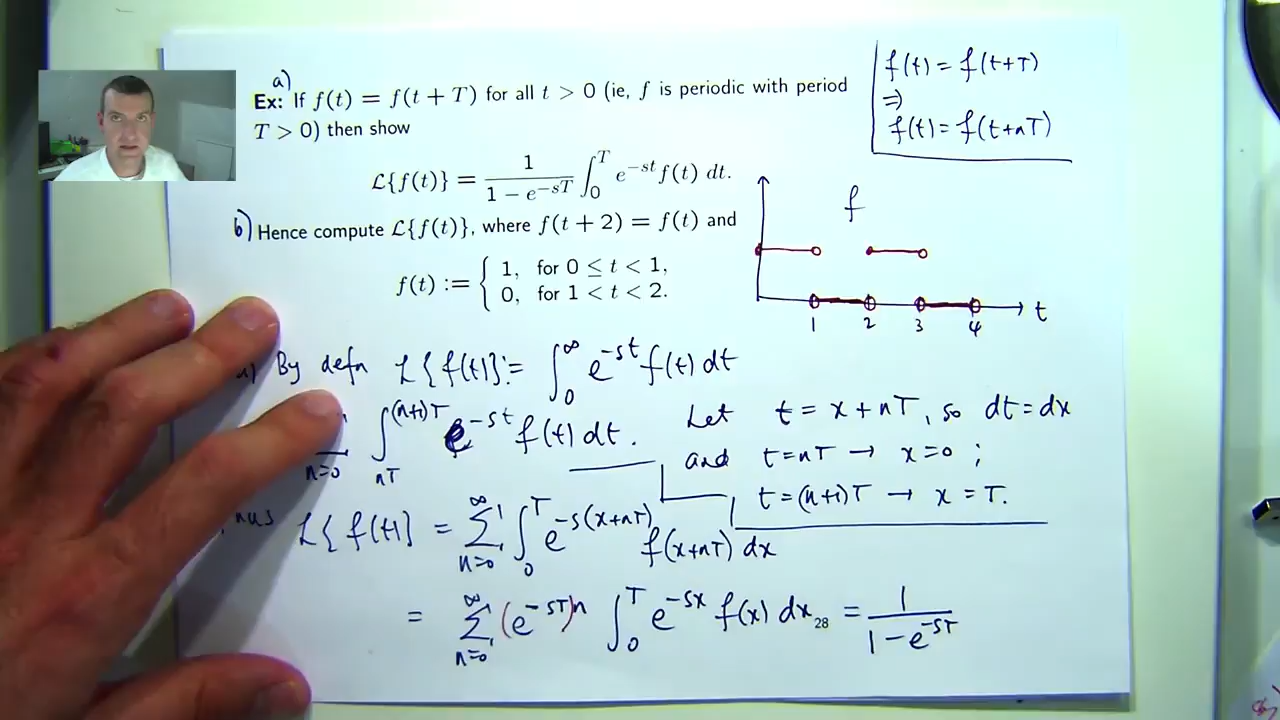 a)
Ex: If f(t) = f(t + T) for all t > 0 (ie, f is periodic with period
T > 0) then show
ℒ{f(t)} = 1/(1 − e^{−sT}) ∫_0^T e^{−st} f(t) dt.
b) Hence compute ℒ{f(t)}, where f(t + 2) = f(t) and
f(t) := { 1, for 0 ≤ t < 1,
0, for 1 < t < 2.
f(t) = f(t+T)
⇒
f(t) = f(t+nT)
f
t
1 2 3 4
By defn ℒ{f(t)} := ∫_0^∞ e^{-st} f(t) dt
n=0 ∫_{nT}^{(n+1)T} e^{-st} f(t) dt.
Let t = x + nT, so dt = dx
and t = nT → x = 0 ;
t = (n+1)T → x = T.
ℒ{f(t)} = ∑_{n=0}^∞ ∫_0^T e^{-s(x+nT)} f(x+nT) dx
= ∑_{n=0}^∞ (e^{-sT})^n ∫_0^T e^{-sx} f(x) dx = 1/(1 - e^{-sT})
28